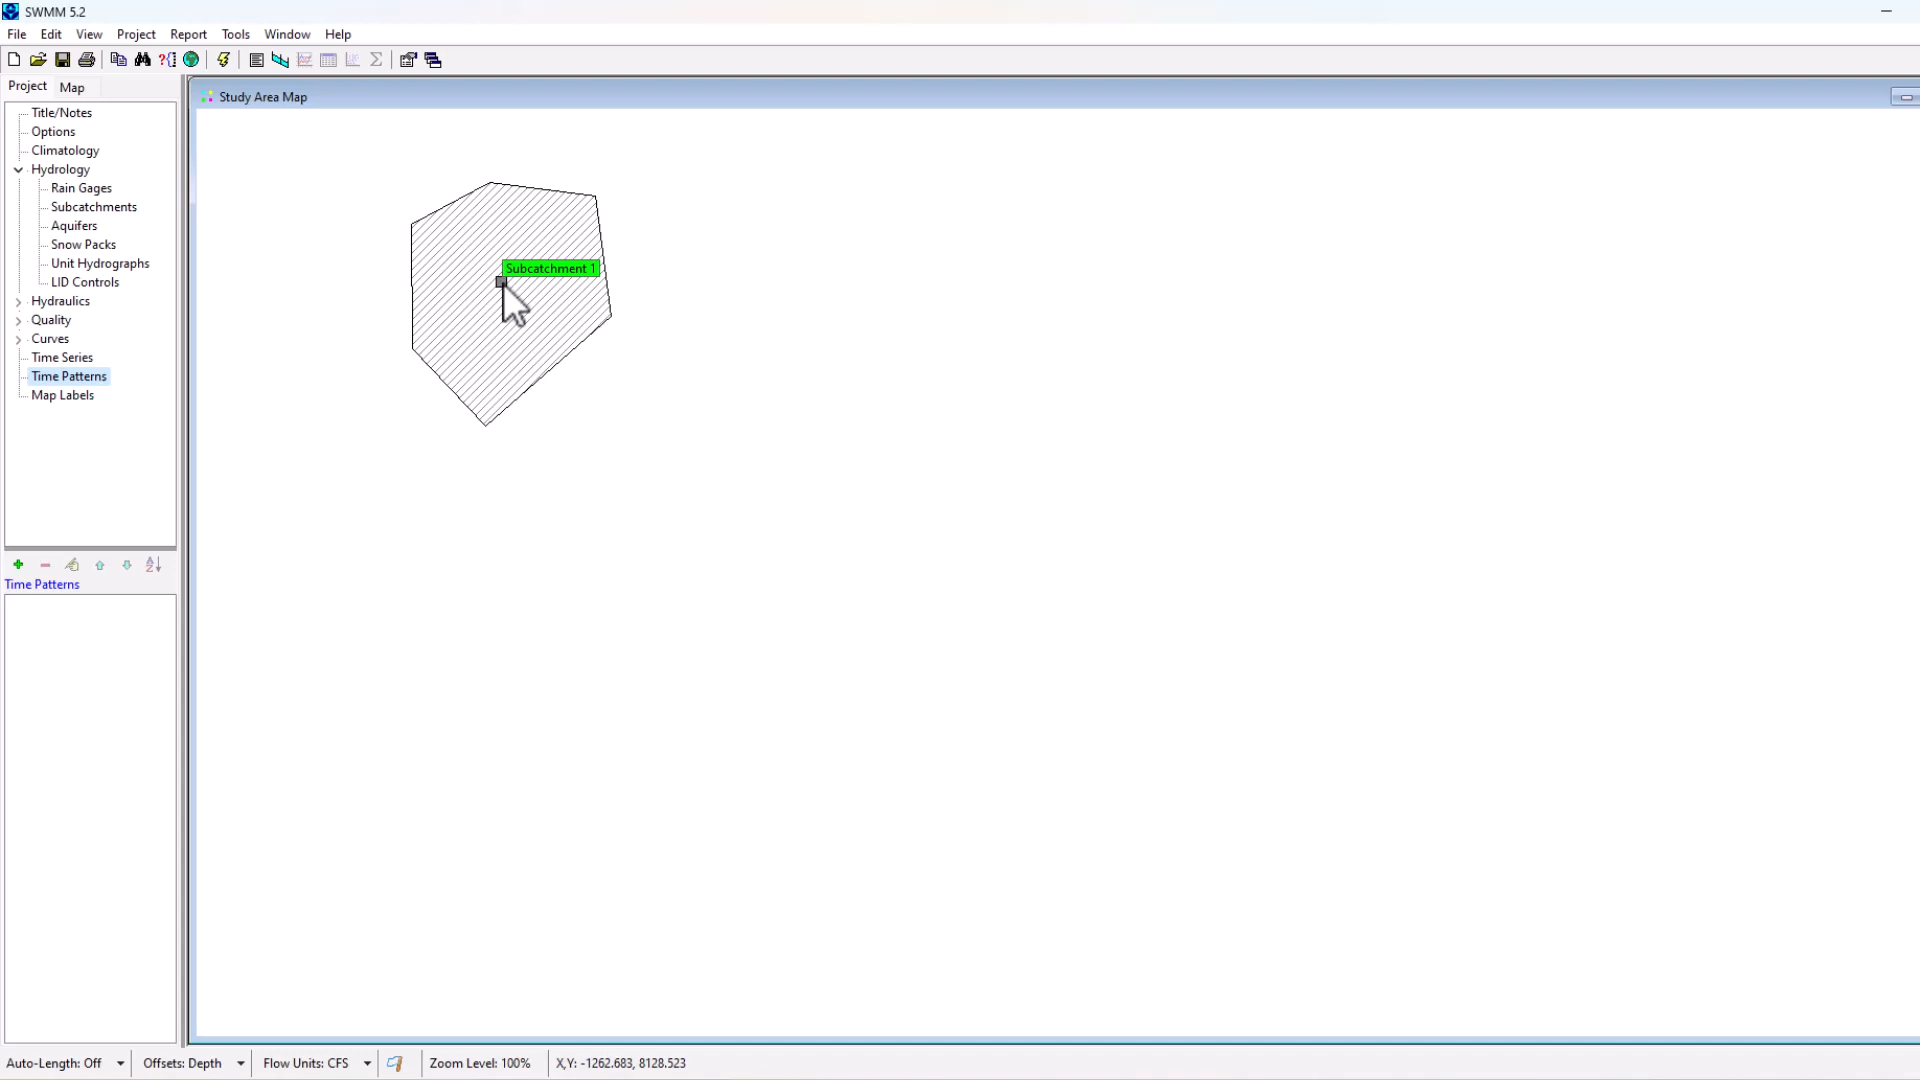 SWMM 5.2
File Edit View Project Report Tools Window Help
Project Map
Study Area Map
Title/Notes
Options
Climatology
Hydrology
Rain Gages
Subcatchments
Aquifers
Snow Packs
Unit Hydrographs
LID Controls
Hydraulics
Quality
Curves
Time Series
Time Patterns
Map Labels
Subcatchment 1
Time Patterns
Auto-Length: Off Offsets: Depth Flow Units: CFS Zoom Level: 100% X,Y: -1262.683, 8128.523